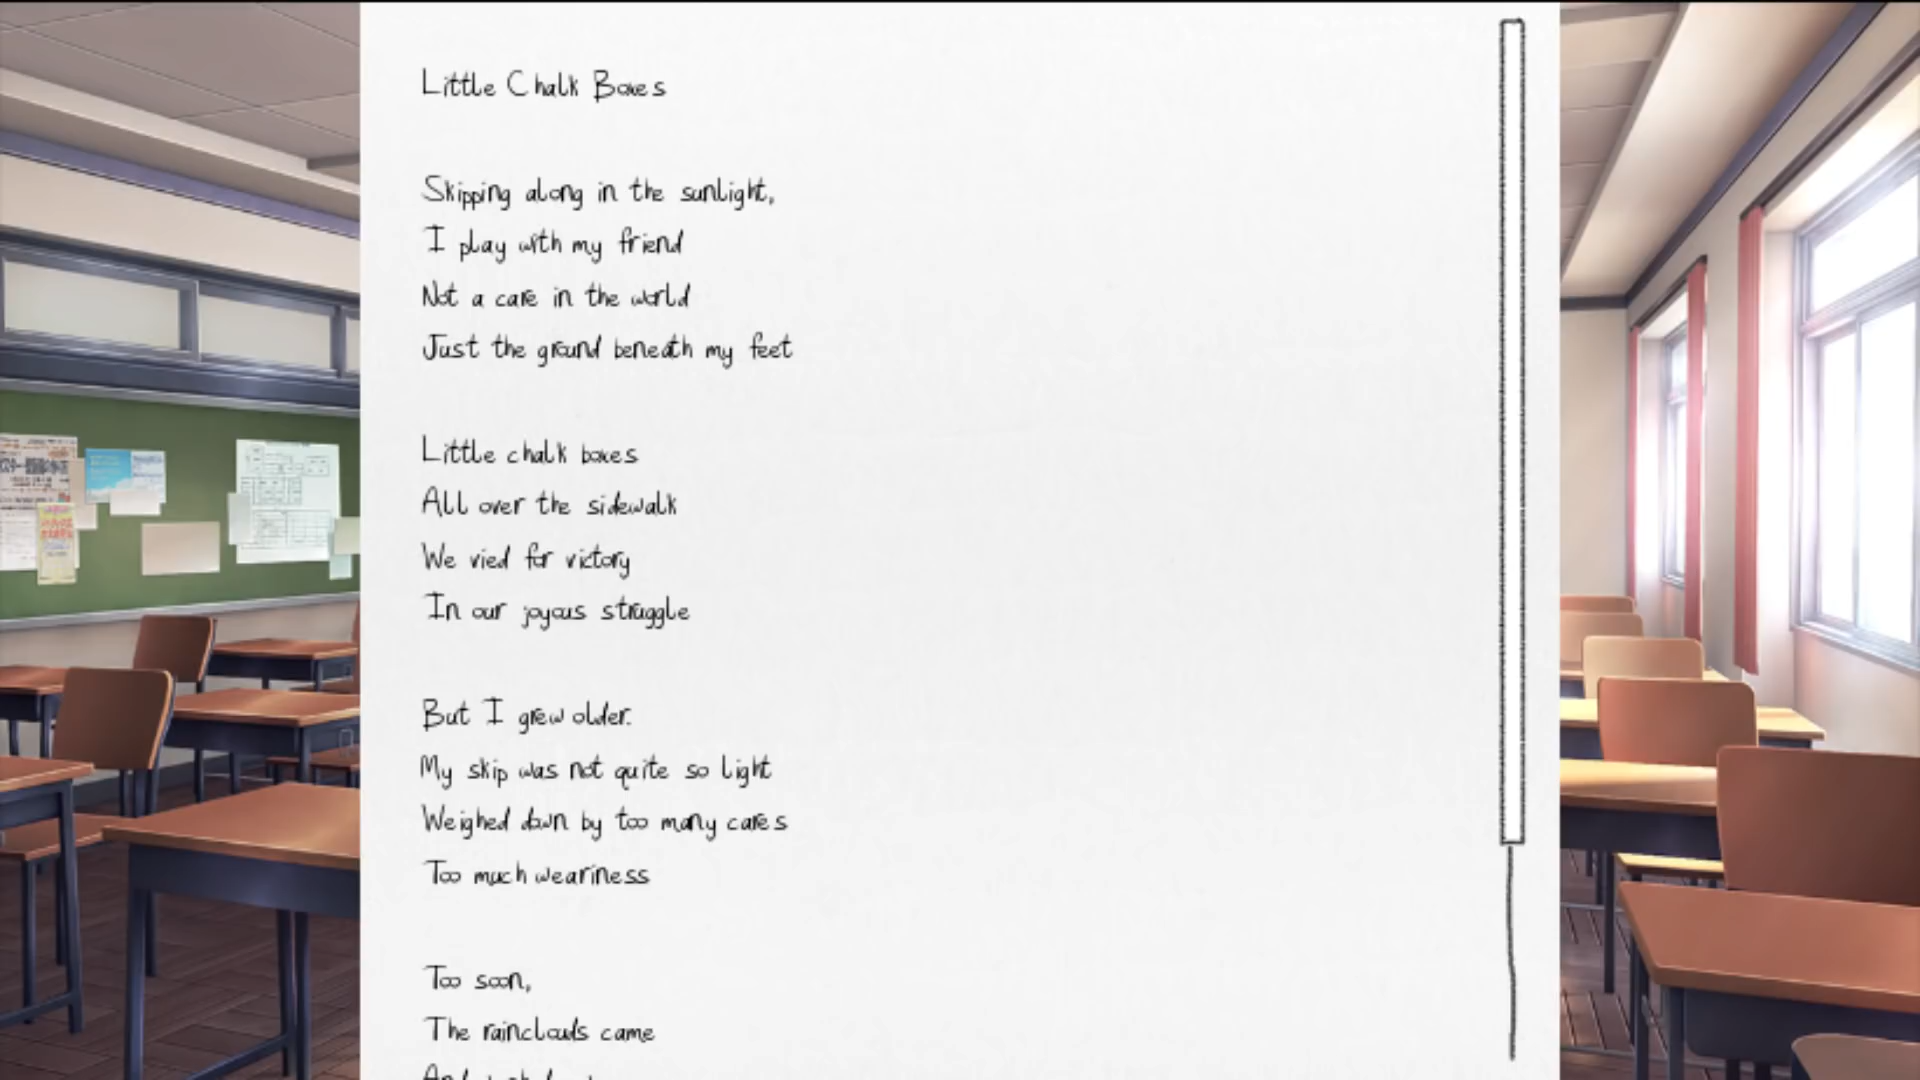 Little Chalk Boxes
Skipping along in the sunlight,
I play with my friend
Not a care in the world
Just the ground beneath my feet
Little chalk boxes
All over the sidewalk
We vied for victory
In our joyous struggle
But I grew older.
My skip was not quite so light
Weighed down by too many cares
Too much weariness
Too soon,
The rainclouds came